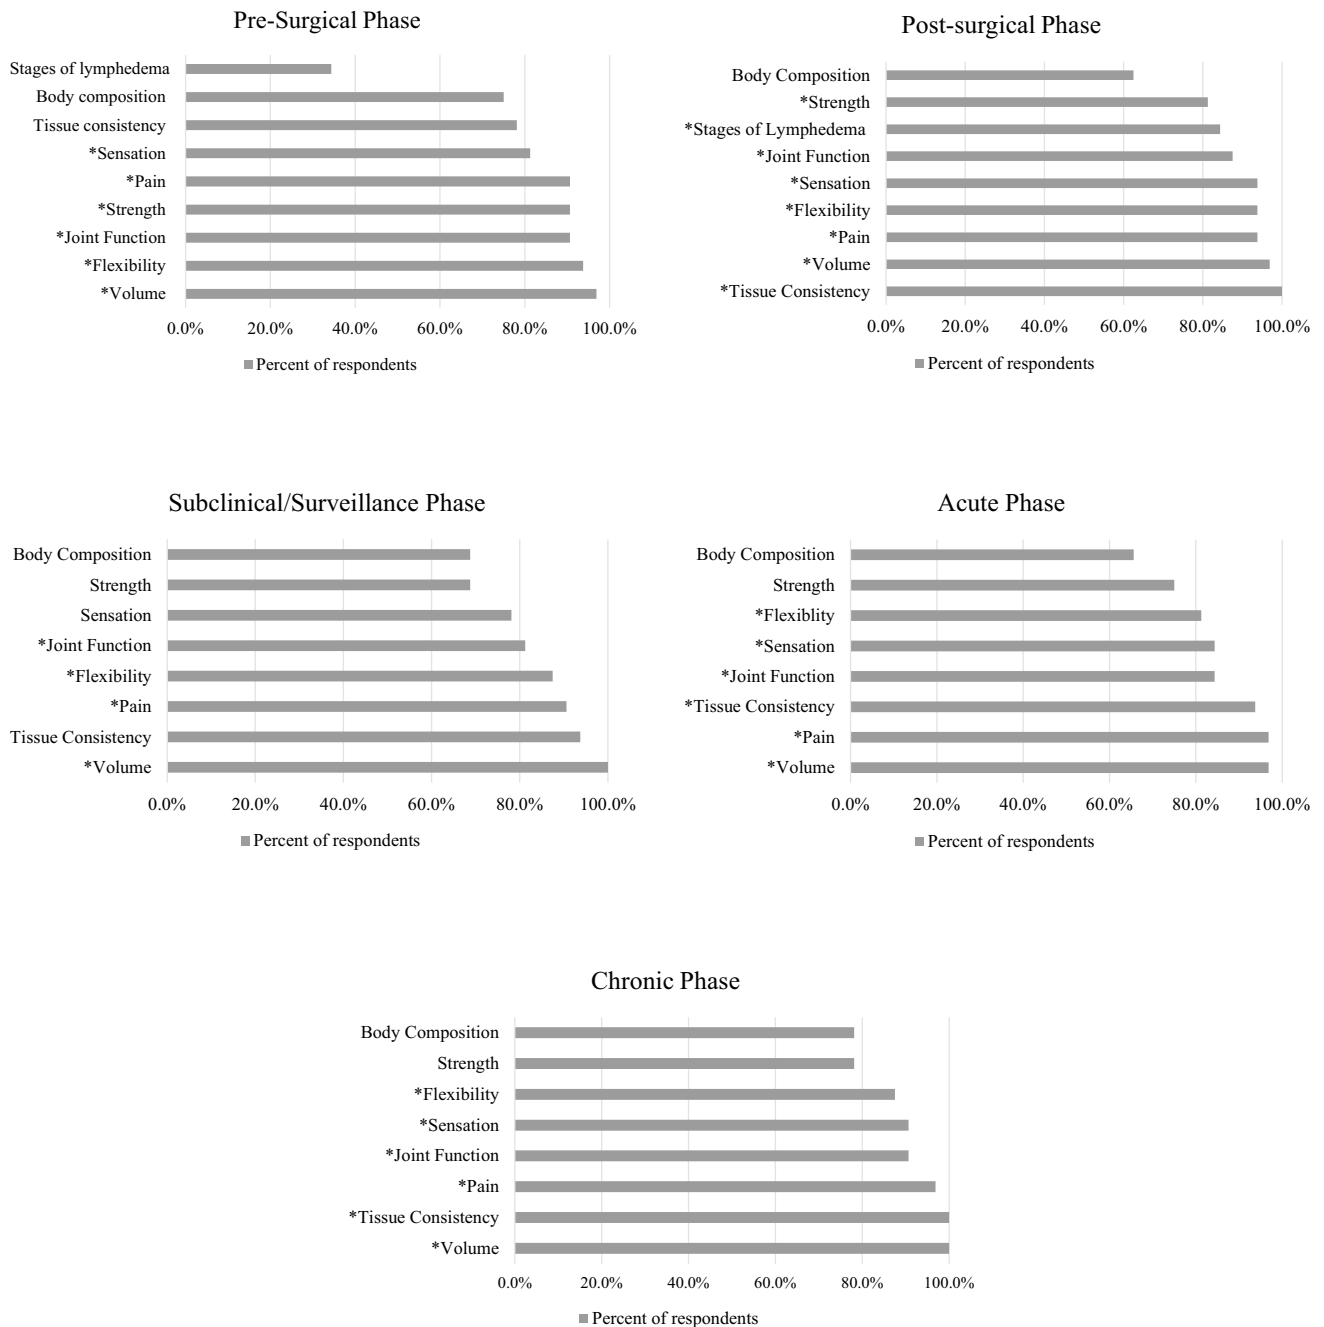 Pre-Surgical Phase
Stages of lymphedema
Body composition
Tissue consistency
*Sensation
*Pain
*Strength
*Joint Function
*Flexibility
*Volume
0.0% 20.0% 40.0% 60.0% 80.0% 100.0%
Percent of respondents
Post-surgical Phase
Body Composition
*Strength
*Stages of Lymphedema
*Joint Function
*Sensation
*Flexibility
*Pain
*Volume
*Tissue Consistency
0.0% 20.0% 40.0% 60.0% 80.0% 100.0%
Percent of respondents
Subclinical/Surveillance Phase
Body Composition
Strength
Sensation
*Joint Function
*Flexibility
*Pain
Tissue Consistency
*Volume
0.0% 20.0% 40.0% 60.0% 80.0% 100.0%
Percent of respondents
Acute Phase
Body Composition
Strength
*Flexiblity
*Sensation
*Joint Function
*Tissue Consistency
*Pain
*Volume
0.0% 20.0% 40.0% 60.0% 80.0% 100.0%
Percent of respondents
Chronic Phase
Body Composition
Strength
*Flexibility
*Sensation
*Joint Function
*Pain
*Tissue Consistency
*Volume
0.0% 20.0% 40.0% 60.0% 80.0% 100.0%
Percent of respondents